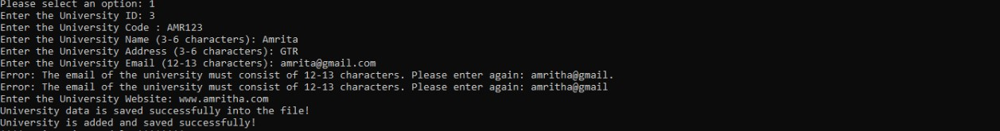 Please select an option: 1
Enter the University ID: 3
Enter the University Code : AMR123
Enter the University Name (3-6 characters): Amrita
Enter the University Address (3-6 characters): GTR
Enter the University Email (12-13 characters): amrita@gmail.com
Error: The email of the university must consist of 12-13 characters. Please enter again: amritha@gmail.
Error: The email of the university must consist of 12-13 characters. Please enter again: amritha@gmail
Enter the University Website: www.amritha.com
University data is saved successfully into the file!
University is added and saved successfully!